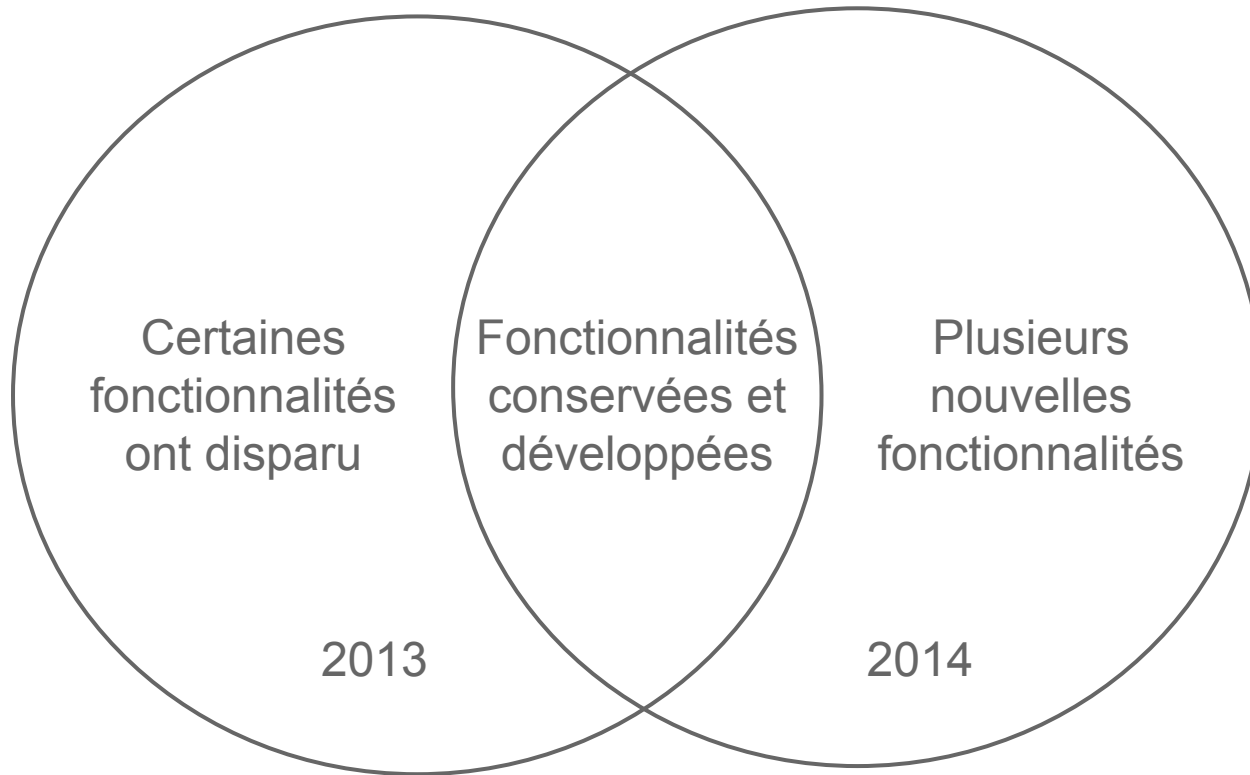 Certaines
fonctionnalités
ont disparu
Fonctionnalités
conservées et
développées
Plusieurs
nouvelles
fonctionnalités
2013
2014